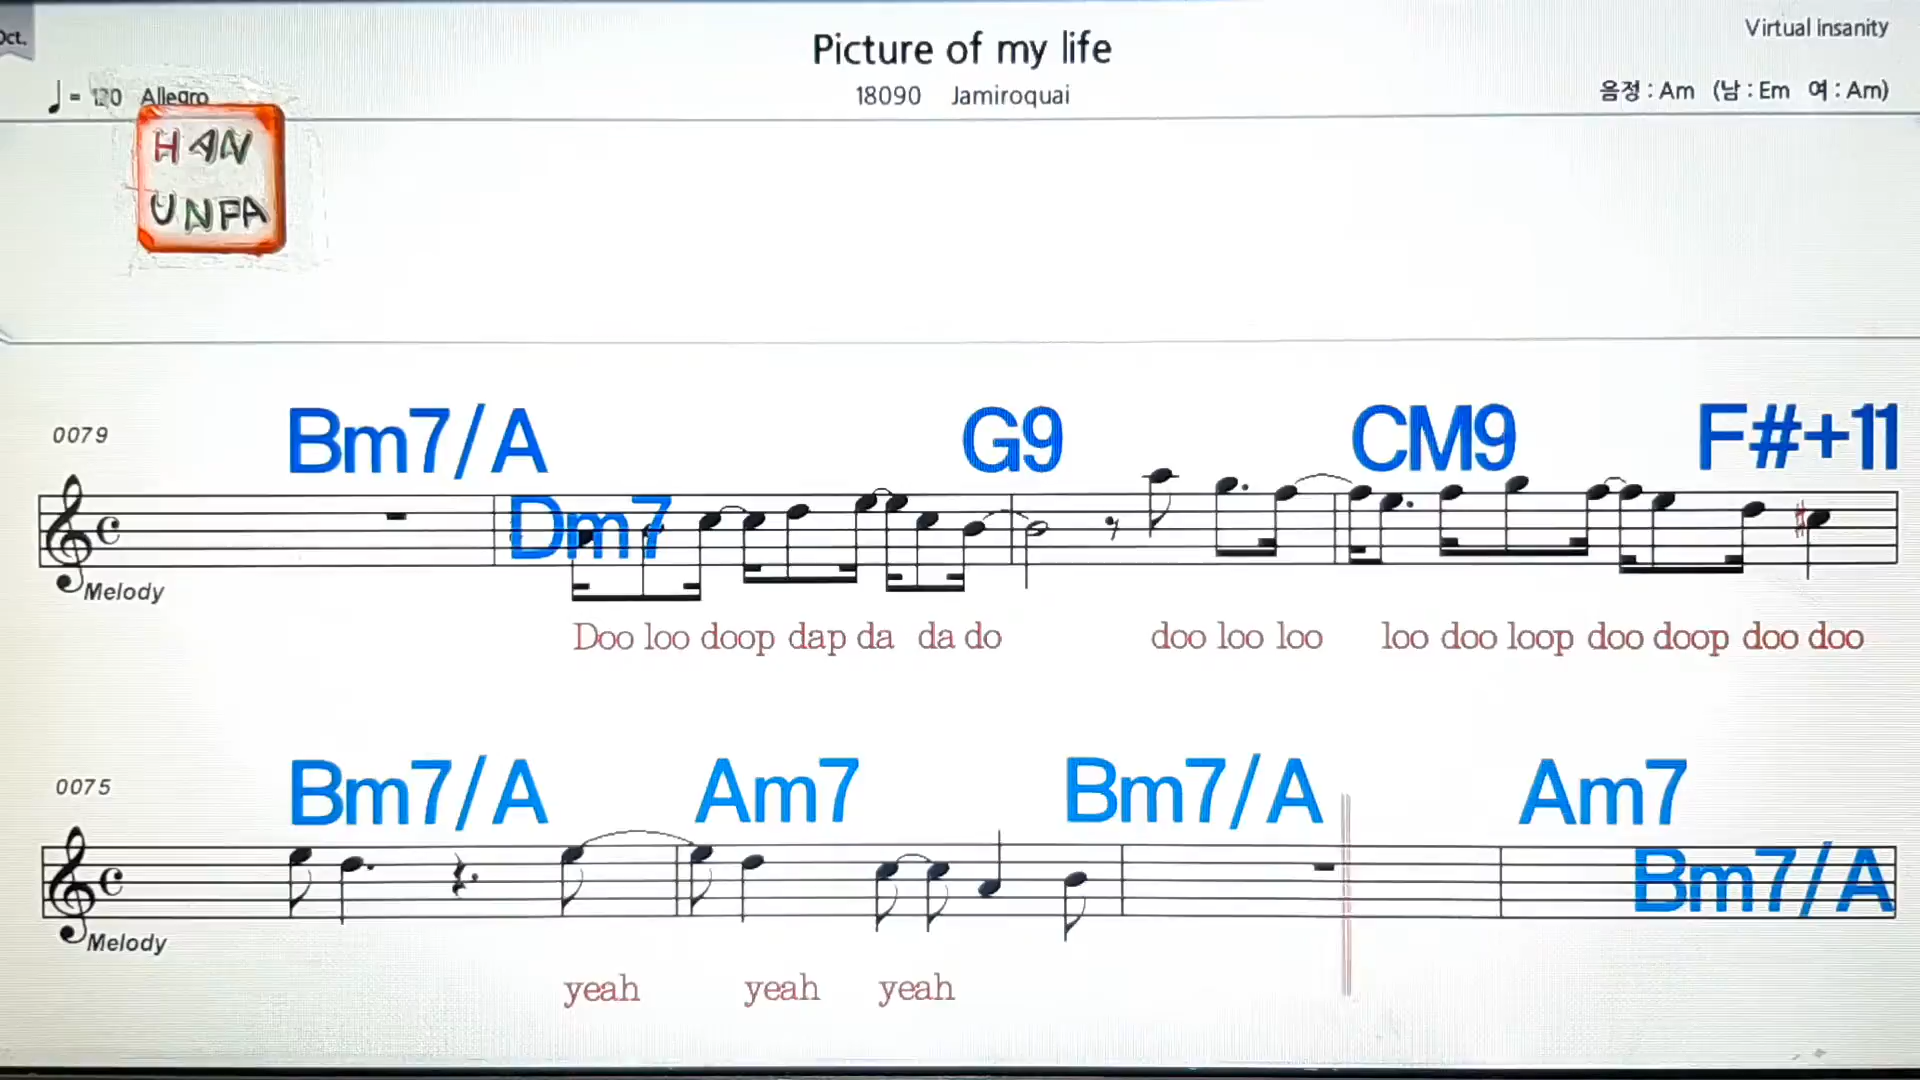 Oct.
Picture of my life
Virtual Insanity
= 120 Allegro
18090 Jamiroquai
음정 : Am (남 : Em 여 : Am)
HAN
UNPA
0079
Bm7/A Dm7 G9 CM9 F#+11
Melody
Doo loo doop dap da da do doo loo loo loo doo loop doo doop doo doo
0075
Bm7/A Am7 Bm7/A Am7 Bm7/A
Melody
yeah yeah yeah